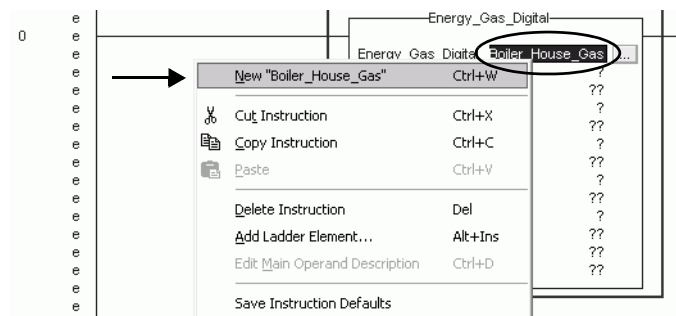 Energy_Gas_Digital
0
e
e
e
Energy_Gas_Digital Boiler_House_Gas ...
e
New "Boiler_House_Gas" Ctrl+W
?
e
??
e
Cut Instruction Ctrl+X
?
e
??
e
Copy Instruction Ctrl+C
?
e
Paste Ctrl+V
??
e
?
e
??
e
Delete Instruction Del
?
e
Add Ladder Element... Alt+Ins
??
e
??
e
Edit Main Operand Description Ctrl+D
??
e
e
Save Instruction Defaults
e